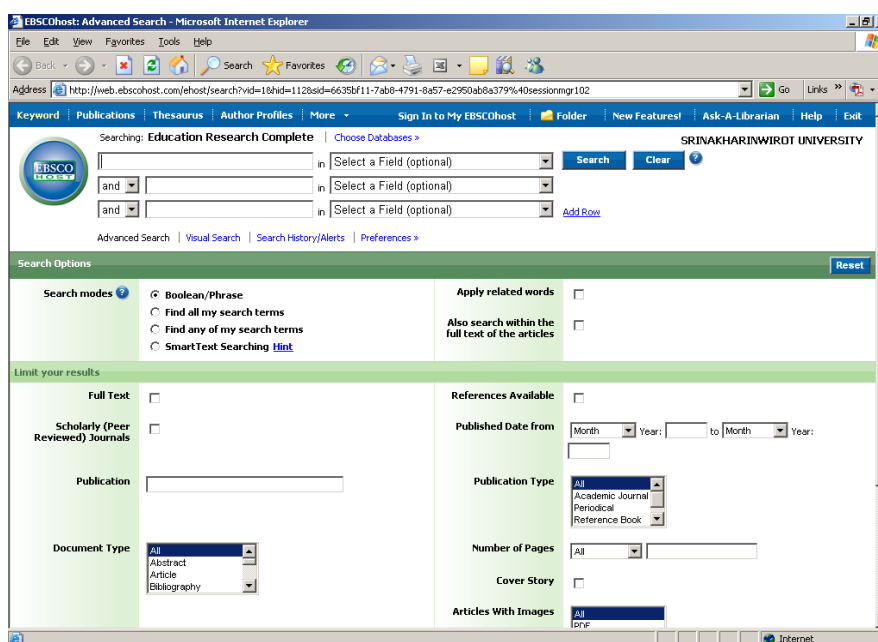 EBSCOhost: Advanced Search - Microsoft Internet Explorer
File Edit View Favorites Tools Help
Back Search Favorites
Address http://web.ebscohost.com/ehost/search?vid=1&hid=112&sid=6635bf11-7ab8-4791-8a57-e2950ab8a379%40sessionmgr102 Go Links »
Keyword Publications Thesaurus Author Profiles More Sign In to My EBSCOhost Folder New Features! Ask-A-Librarian Help Exit
Searching: Education Research Complete Choose Databases »
SRINAKHARINWIROT UNIVERSITY
EBSCO
HOST
in Select a Field (optional) Search Clear ?
and in Select a Field (optional)
and in Select a Field (optional) Add Row
Advanced Search Visual Search Search History/Alerts Preferences »
Search Options Reset
Search modes ? Boolean/Phrase
Find all my search terms
Find any of my search terms
SmartText Searching Hint
Apply related words
Also search within the
full text of the articles
Limit your results
Full Text
References Available
Scholarly (Peer
Reviewed) Journals
Published Date from Month Year: to Month Year:
Publication
Publication Type All
Academic Journal
Periodical
Reference Book
Document Type All
Abstract
Article
Bibliography
Number of Pages All
Cover Story
Articles With Images All
PDF
Internet